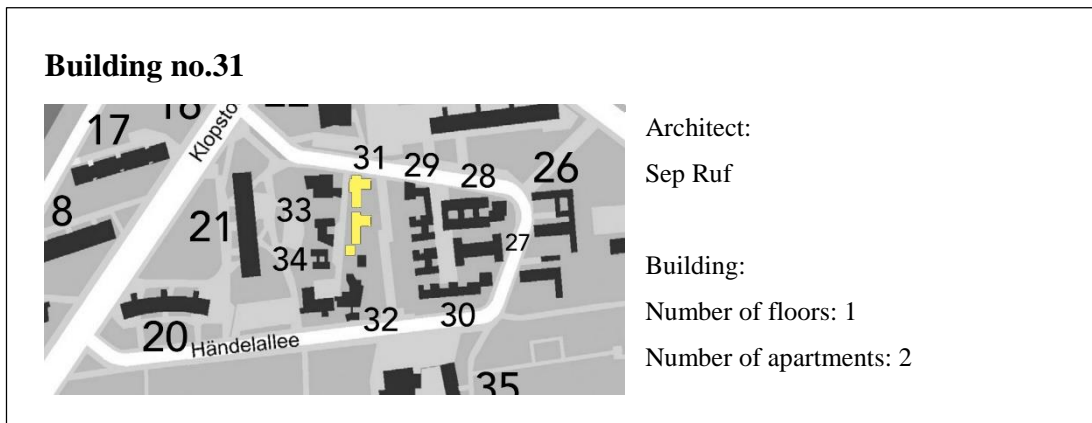 Building no.31
Architect:
Sep Ruf
Building:
Number of floors: 1
Number of apartments: 2
17
Klopsto
31
29
28
26
8
21
33
34
27
20
Händelallee
32
30
35